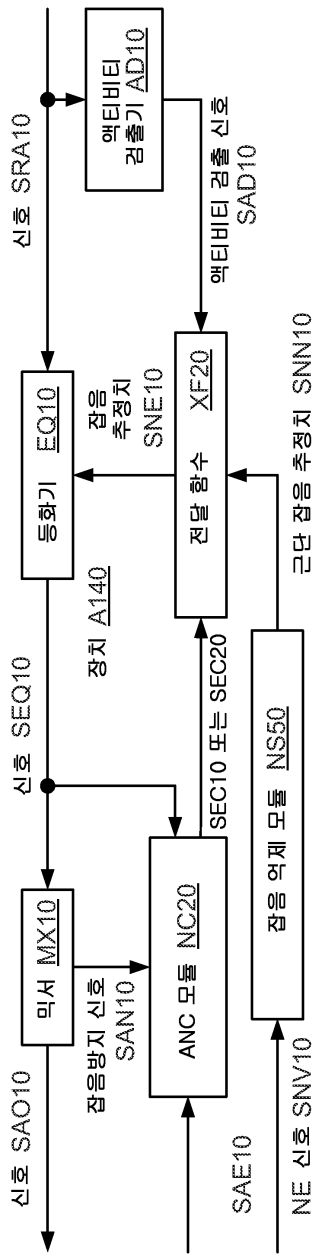 신호 SAO10
믹서 MX10
신호 SEQ10
등화기 EQ10
신호 SRA10
액티비티
검출기 AD10
장치 A140
잡음방지 신호
SAN10
잡음
추정치
SNE10
액티비티 검출 신호
SAD10
ANC 모듈 NC20
SEC10 또는 SEC20
전달 함수 XF20
SAE10
NE 신호 SNV10
잡음 억제 모듈 NS50
근단 잡음 추정치 SNN10